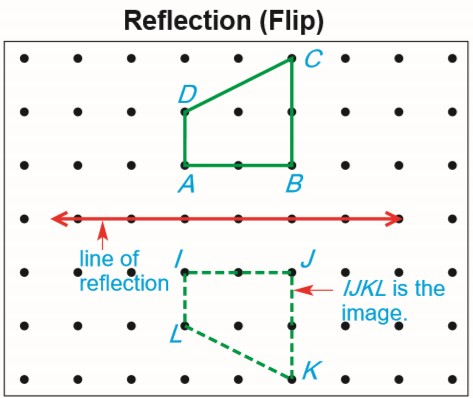 Reflection (Flip)
C
D
A
B
line of
reflection
I
J
IJKL is the
image.
L
K